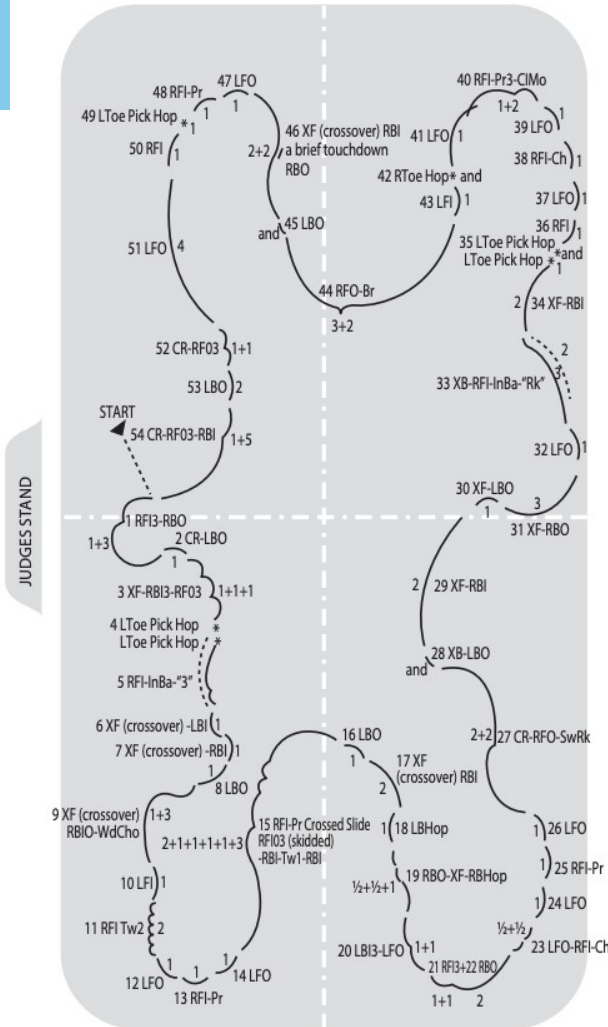 JUDGES STAND
START
1 RFI3-RBO
1+3
2 CR-LBO
1
3 XF-RBI3-RF03
1+1+1
4 LToe Pick Hop *
LToe Pick Hop *
5 RFI-InBa-“3”
6 XF (crossover) -LBI
1
7 XF (crossover) -RBI
1
8 LBO
1
9 XF (crossover)
RBIO-WdCho
1+3
10 LFI
1
11 RFI Tw2
2
12 LFO
1
13 RFI-Pr
1
14 LFO
1
15 RFI-Pr Crossed Slide
RFI03 (skidded)
-RBI-Tw1-RBI
2+1+1+1+1+3
16 LBO
1
17 XF
(crossover) RBI
2
18 LBHop
1
19 RBO-XF-RBHop
½+½+1
20 LBI3-LFO
1+1
21 RFI3+22 RBO
1+1
2
23 LFO-RFI-Ch
½+½
24 LFO
1
25 RFI-Pr
1
26 LFO
1
27 CR-RFO-SwRk
2+2
28 XB-LBO
and
29 XF-RBI
2
30 XF-LBO
1
31 XF-RBO
3
32 LFO
1
33 XB-RFI-InBa-“Rk”
2
3
34 XF-RBI
2
35 LToe Pick Hop *and
LToe Pick Hop *
1
36 RFI
1
37 LFO
1
38 RFI-Ch
1
39 LFO
1
40 RFI-Pr3-ClMo
1+2
41 LFO
1
42 RToe Hop* and
43 LFI
1
44 RFO-Br
3+2
45 LBO
and
46 XF (crossover) RBI
a brief touchdown
RBO
2+2
47 LFO
1
48 RFI-Pr
1
49 LToe Pick Hop *
1
50 RFI
1
51 LFO
4
52 CR-RF03
1+1
53 LBO
2
54 CR-RF03-RBI
1+5